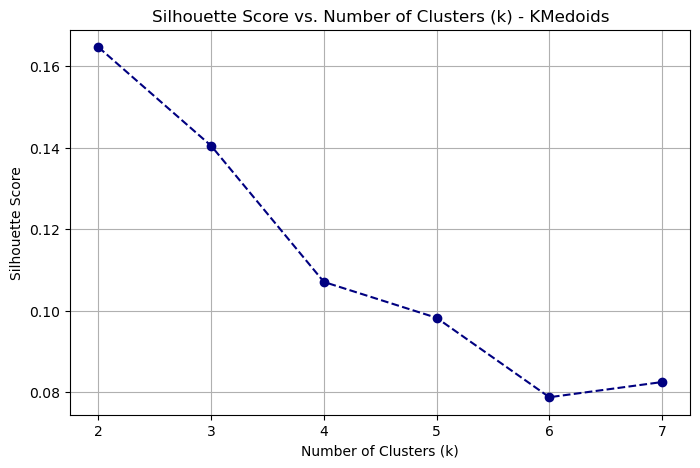 Silhouette Score vs. Number of Clusters (k) - KMedoids
Silhouette Score
0.16
0.14
0.12
0.10
0.08
2 3 4 5 6 7
Number of Clusters (k)